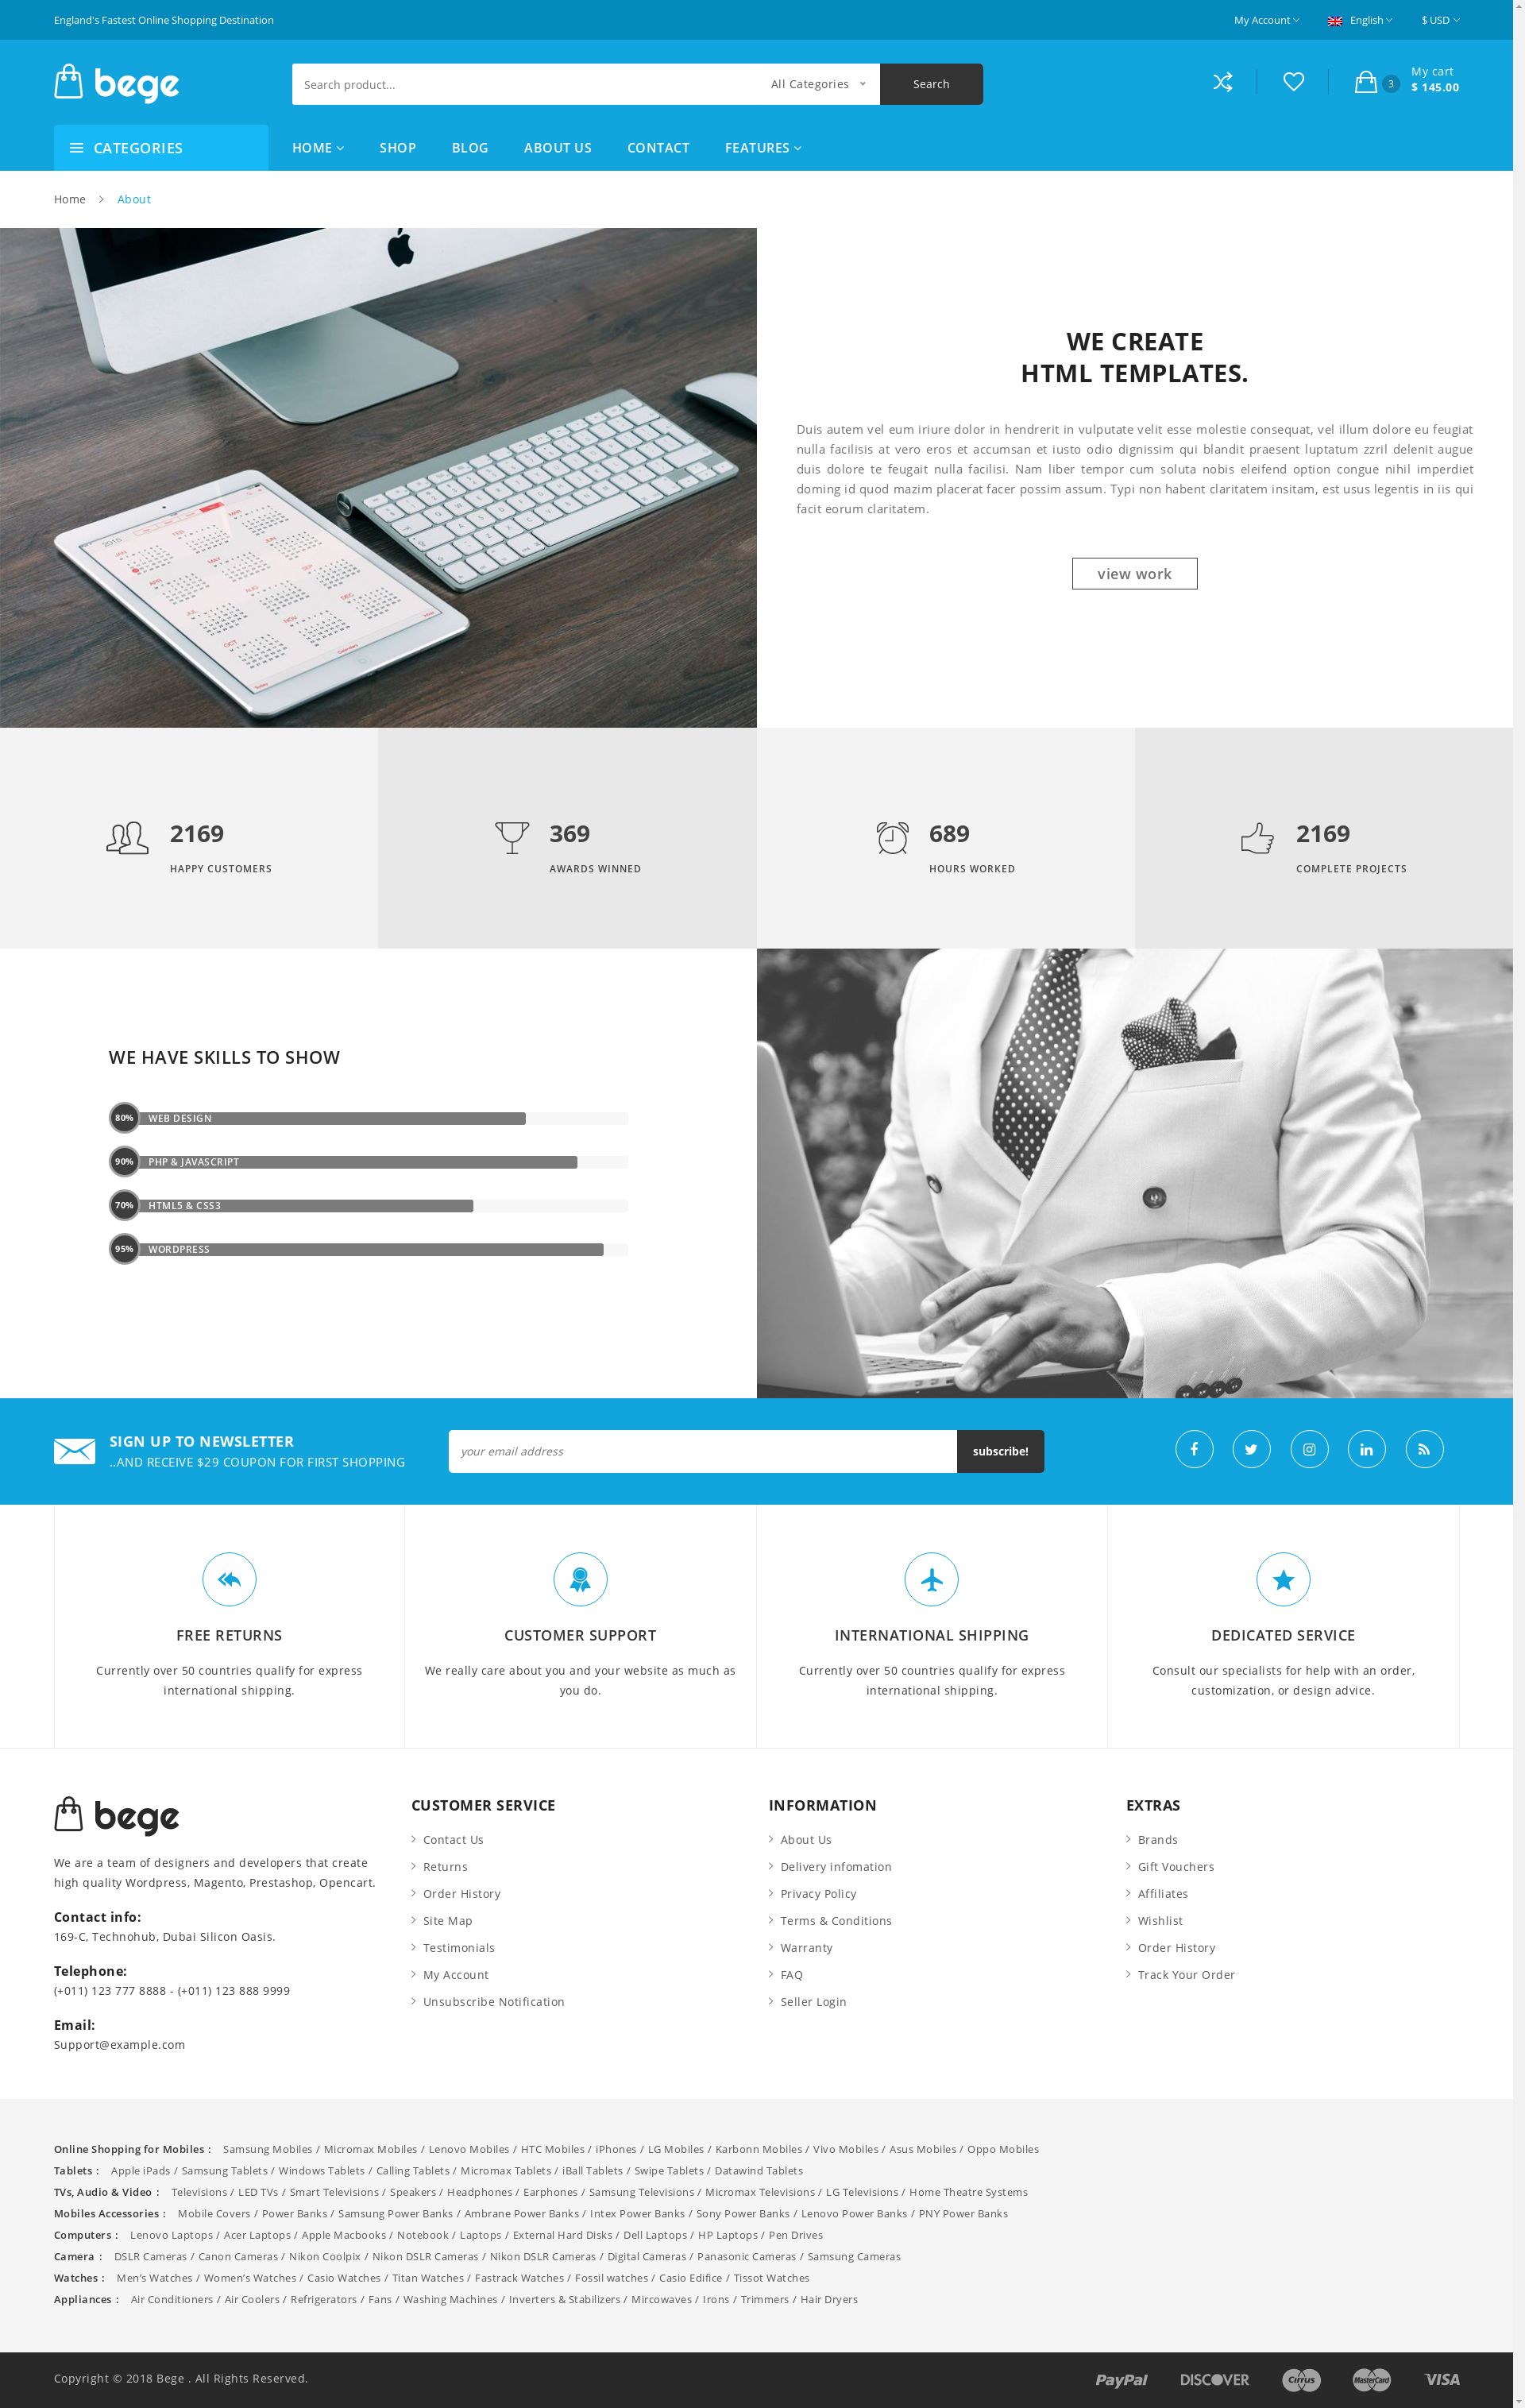 England's Fastest Online Shopping Destination
My Account
English
$ USD
bege
Search product...
All Categories
Search
3
My cart
$ 145.00
CATEGORIES
HOME
SHOP
BLOG
ABOUT US
CONTACT
FEATURES
Home
About
WE CREATE
HTML TEMPLATES.
Duis autem vel eum iriure dolor in hendrerit in vulputate velit esse molestie consequat, vel illum dolore eu feugiat
nulla facilisis at vero eros et accumsan et iusto odio dignissim qui blandit praesent luptatum zzril delenit augue
duis dolore te feugait nulla facilisi. Nam liber tempor cum soluta nobis eleifend option congue nihil imperdiet
doming id quod mazim placerat facer possim assum. Typi non habent claritatem insitam, est usus legentis in iis qui
facit eorum claritatem.
view work
2169
HAPPY CUSTOMERS
369
AWARDS WINNED
689
HOURS WORKED
2169
COMPLETE PROJECTS
WE HAVE SKILLS TO SHOW
80% WEB DESIGN
90% PHP & JAVASCRIPT
70% HTML5 & CSS3
95% WORDPRESS
SIGN UP TO NEWSLETTER
..AND RECEIVE $29 COUPON FOR FIRST SHOPPING
your email address
subscribe!
FREE RETURNS
Currently over 50 countries qualify for express
international shipping.
CUSTOMER SUPPORT
We really care about you and your website as much as
you do.
INTERNATIONAL SHIPPING
Currently over 50 countries qualify for express
international shipping.
DEDICATED SERVICE
Consult our specialists for help with an order,
customization, or design advice.
bege
We are a team of designers and developers that create
high quality Wordpress, Magento, Prestashop, Opencart.
Contact info:
169-C, Technohub, Dubai Silicon Oasis.
Telephone:
(+011) 123 777 8888 - (+011) 123 888 9999
Email:
Support@example.com
CUSTOMER SERVICE
Contact Us
Returns
Order History
Site Map
Testimonials
My Account
Unsubscribe Notification
INFORMATION
About Us
Delivery infomation
Privacy Policy
Terms & Conditions
Warranty
FAQ
Seller Login
EXTRAS
Brands
Gift Vouchers
Affiliates
Wishlist
Order History
Track Your Order
Online Shopping for Mobiles : Samsung Mobiles / Micromax Mobiles / Lenovo Mobiles / HTC Mobiles / iPhones / LG Mobiles / Karbonn Mobiles / Vivo Mobiles / Asus Mobiles / Oppo Mobiles
Tablets : Apple iPads / Samsung Tablets / Windows Tablets / Calling Tablets / Micromax Tablets / iBall Tablets / Swipe Tablets / Datawind Tablets
TVs, Audio & Video : Televisions / LED TVs / Smart Televisions / Speakers / Headphones / Earphones / Samsung Televisions / Micromax Televisions / LG Televisions / Home Theatre Systems
Mobiles Accessories : Mobile Covers / Power Banks / Samsung Power Banks / Ambrane Power Banks / Intex Power Banks / Sony Power Banks / Lenovo Power Banks / PNY Power Banks
Computers : Lenovo Laptops / Acer Laptops / Apple Macbooks / Notebook / Laptops / External Hard Disks / Dell Laptops / HP Laptops / Pen Drives
Camera : DSLR Cameras / Canon Cameras / Nikon Coolpix / Nikon DSLR Cameras / Nikon DSLR Cameras / Digital Cameras / Panasonic Cameras / Samsung Cameras
Watches : Men’s Watches / Women’s Watches / Casio Watches / Titan Watches / Fastrack Watches / Fossil watches / Casio Edifice / Tissot Watches
Appliances : Air Conditioners / Air Coolers / Refrigerators / Fans / Washing Machines / Inverters & Stabilizers / Mircowaves / Irons / Trimmers / Hair Dryers
Copyright © 2018 Bege . All Rights Reserved.
PayPal
DISCOVER
Cirrus
MasterCard
VISA